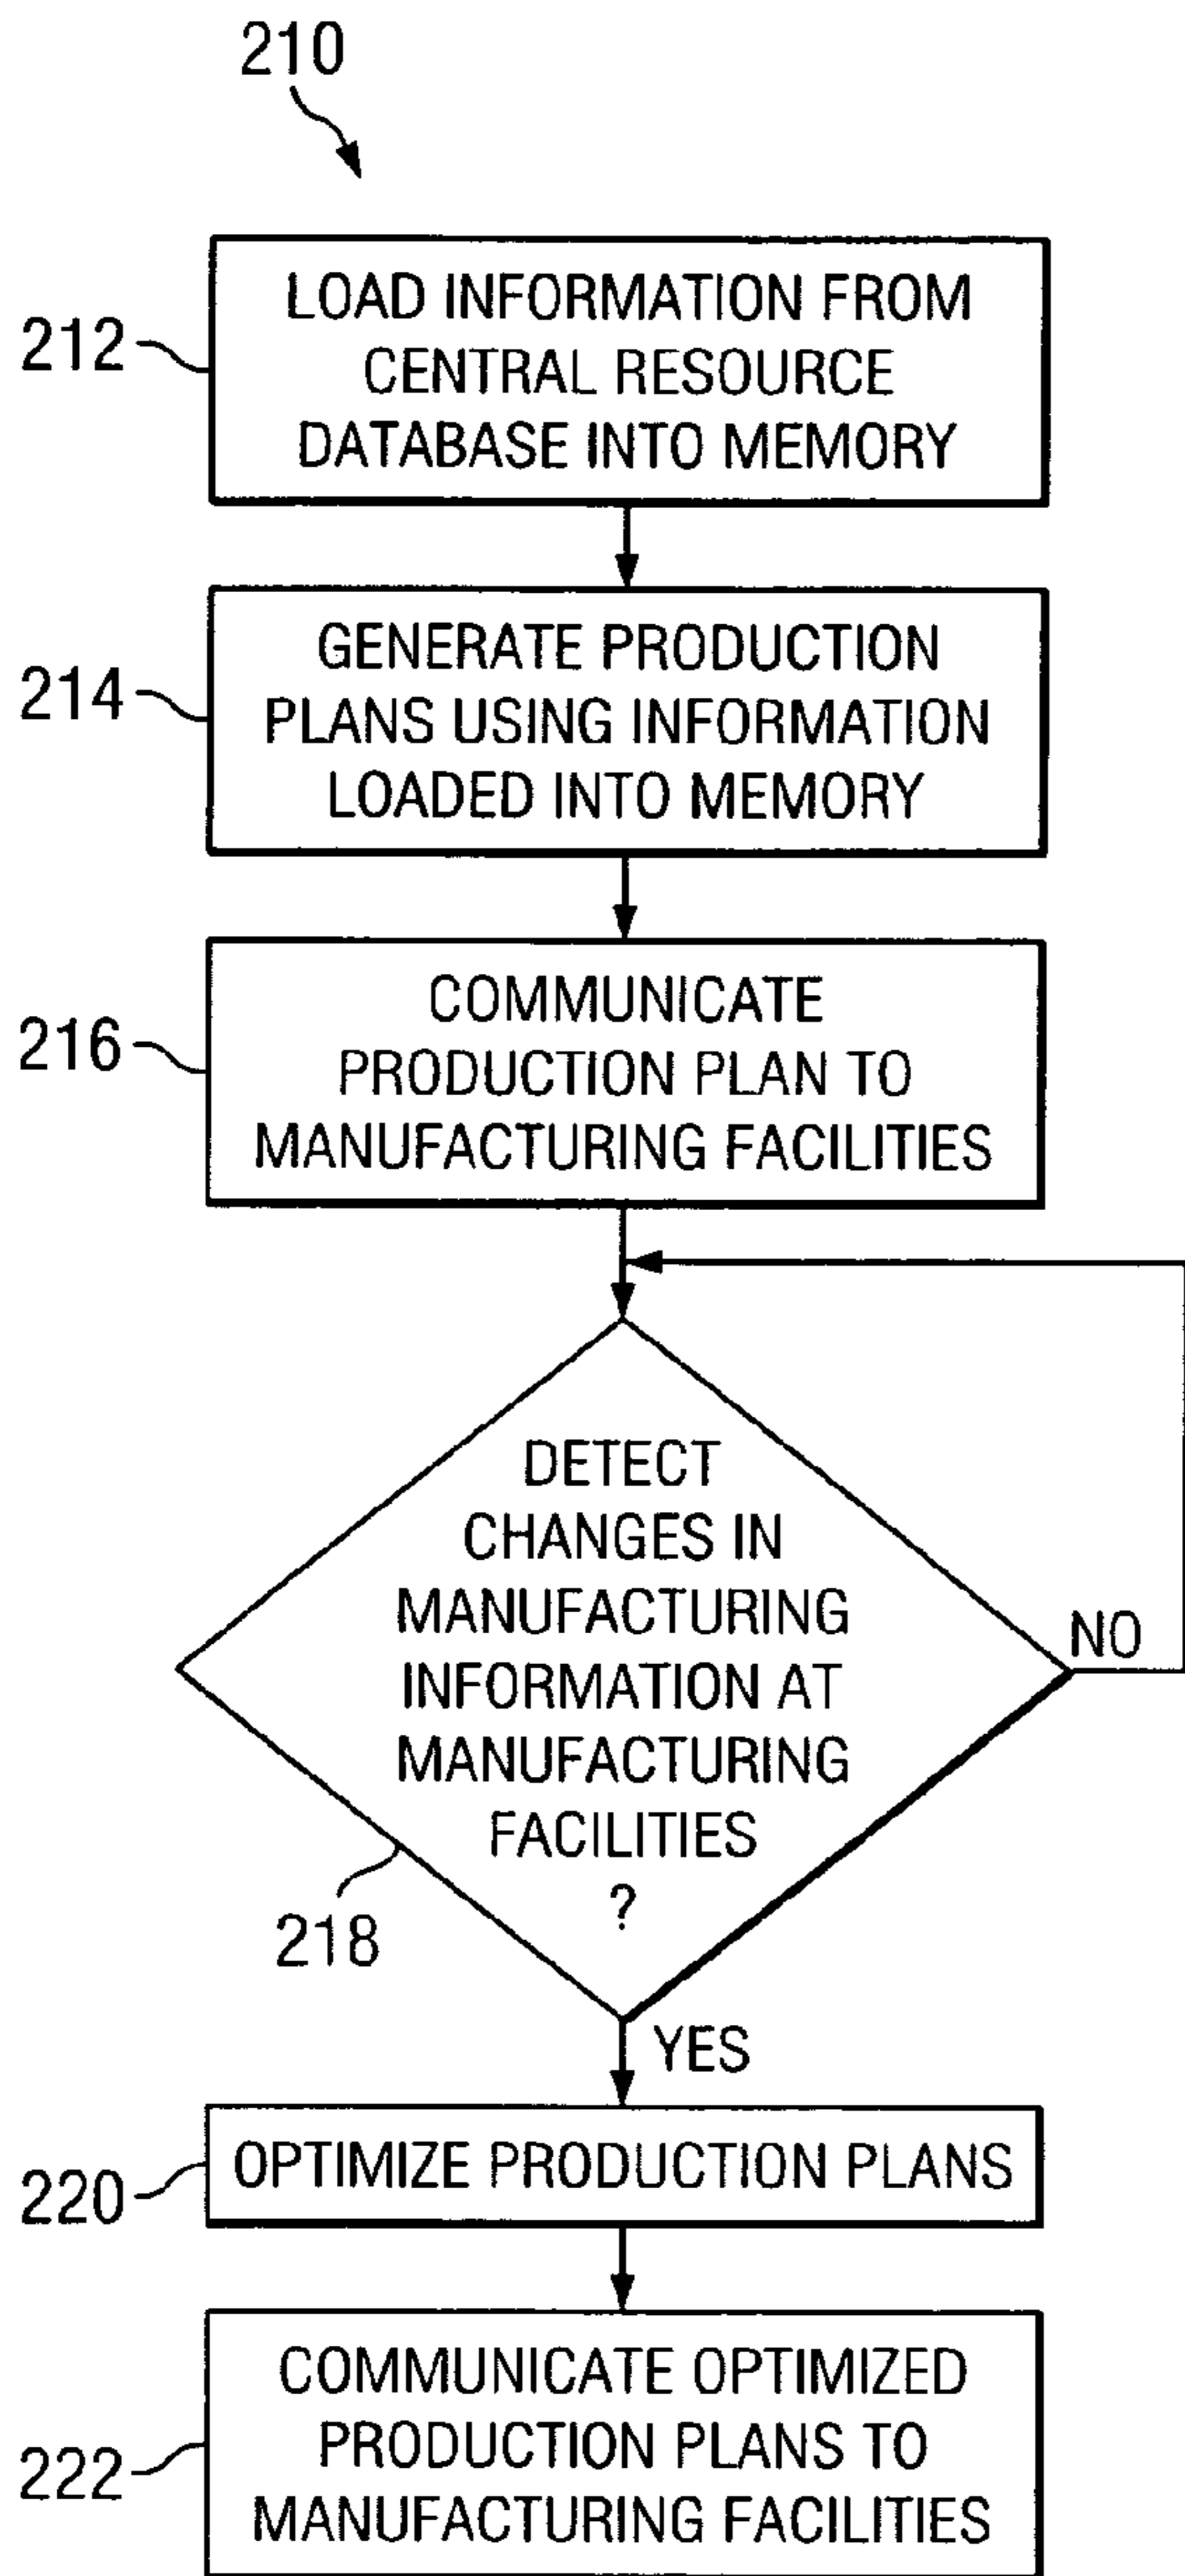 210
212
LOAD INFORMATION FROM
CENTRAL RESOURCE
DATABASE INTO MEMORY
214
GENERATE PRODUCTION
PLANS USING INFORMATION
LOADED INTO MEMORY
216
COMMUNICATE
PRODUCTION PLAN TO
MANUFACTURING FACILITIES
DETECT
CHANGES IN
MANUFACTURING
INFORMATION AT
MANUFACTURING
FACILITIES
?
NO
218
YES
220
OPTIMIZE PRODUCTION PLANS
222
COMMUNICATE OPTIMIZED
PRODUCTION PLANS TO
MANUFACTURING FACILITIES